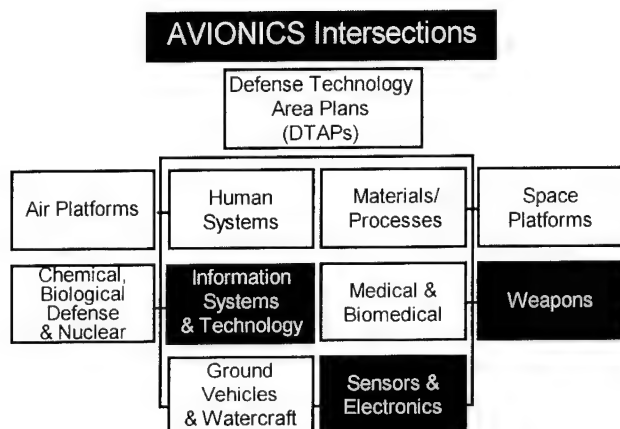 AVIONICS Intersections
Defense Technology
Area Plans
(DTAPs)
Air Platforms
Human
Systems
Materials/
Processes
Space
Platforms
Chemical,
Biological
Defense
& Nuclear
Information
Systems
& Technology
Medical &
Biomedical
Weapons
Ground
Vehicles
& Watercraft
Sensors &
Electronics